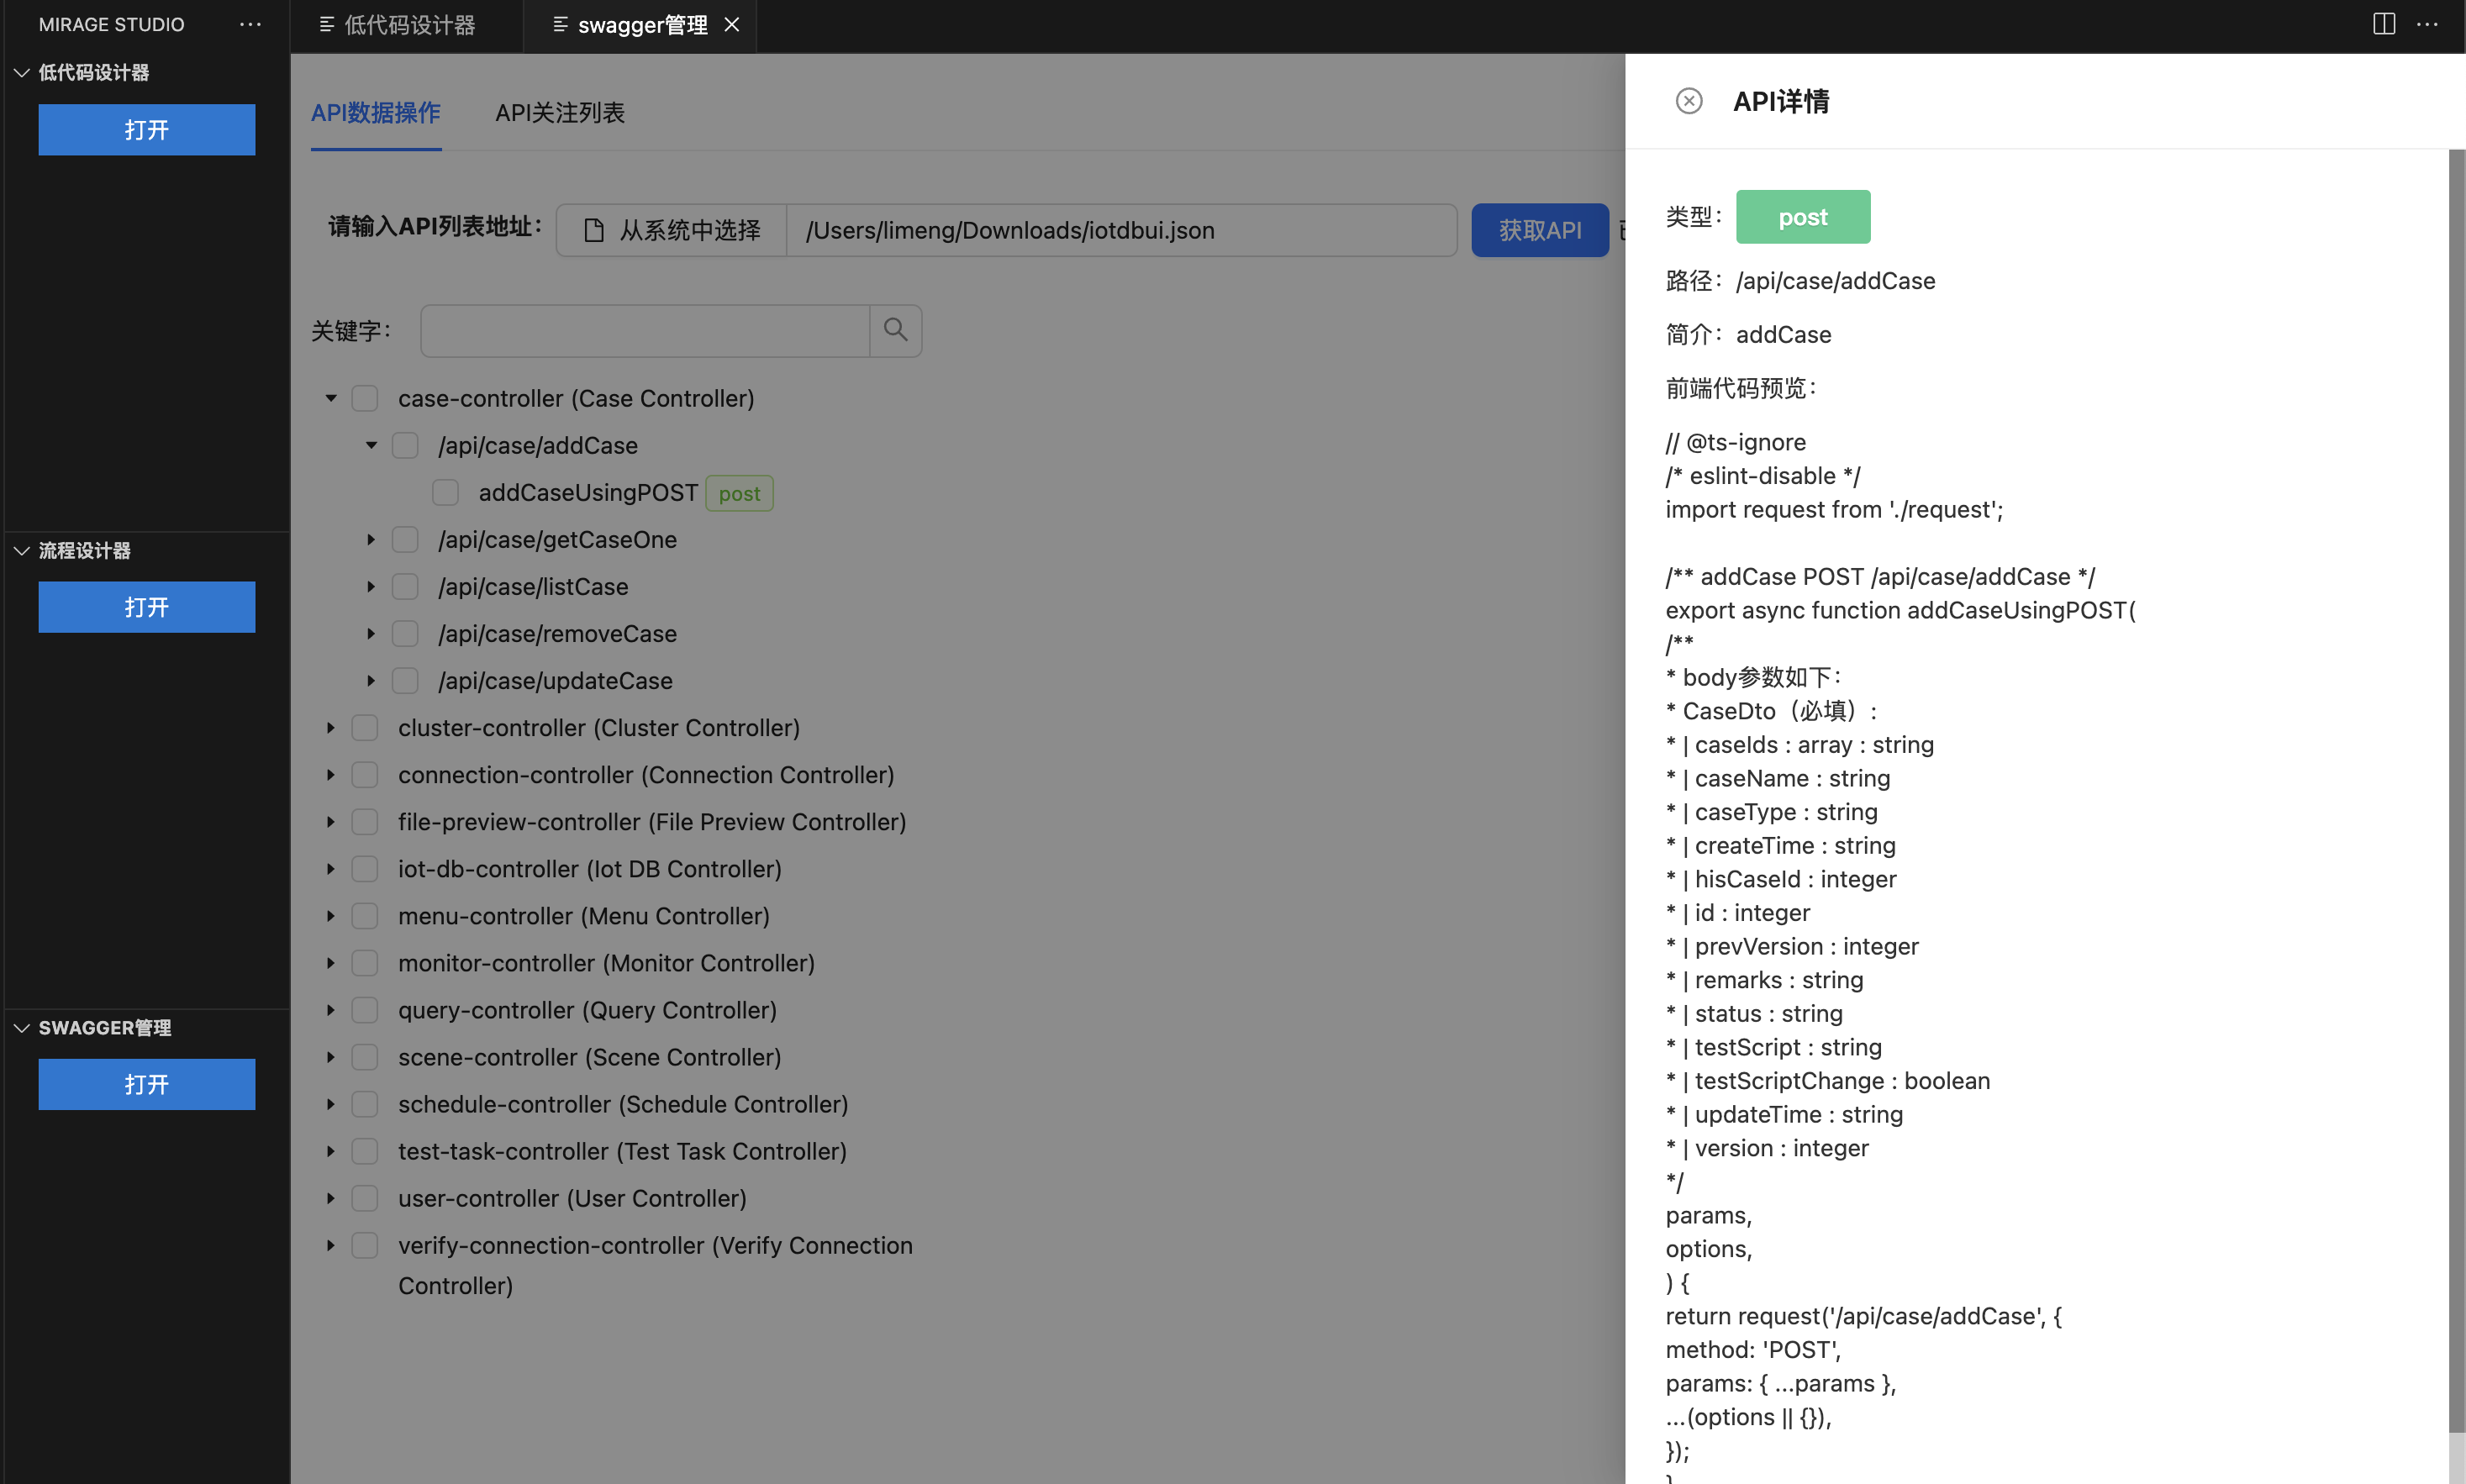 MIRAGE STUDIO
低代码设计器
打开
流程设计器
打开
SWAGGER管理
打开
低代码设计器
swagger管理
API数据操作
API关注列表
请输入API列表地址：
从系统中选择
/Users/limeng/Downloads/iotdbui.json
获取API
关键字：
case-controller (Case Controller)
/api/case/addCase
addCaseUsingPOST post
/api/case/getCaseOne
/api/case/listCase
/api/case/removeCase
/api/case/updateCase
cluster-controller (Cluster Controller)
connection-controller (Connection Controller)
file-preview-controller (File Preview Controller)
iot-db-controller (Iot DB Controller)
menu-controller (Menu Controller)
monitor-controller (Monitor Controller)
query-controller (Query Controller)
scene-controller (Scene Controller)
schedule-controller (Schedule Controller)
test-task-controller (Test Task Controller)
user-controller (User Controller)
verify-connection-controller (Verify Connection
Controller)
API详情
类型： post
路径： /api/case/addCase
简介： addCase
前端代码预览：
// @ts-ignore
/* eslint-disable */
import request from './request';
/** addCase POST /api/case/addCase */
export async function addCaseUsingPOST(
/**
* body参数如下：
* CaseDto（必填）:
* | caseIds : array : string
* | caseName : string
* | caseType : string
* | createTime : string
* | hisCaseId : integer
* | id : integer
* | prevVersion : integer
* | remarks : string
* | status : string
* | testScript : string
* | testScriptChange : boolean
* | updateTime : string
* | version : integer
*/
params,
options,
) {
return request('/api/case/addCase', {
method: 'POST',
params: { ...params },
...(options || {}),
});
}